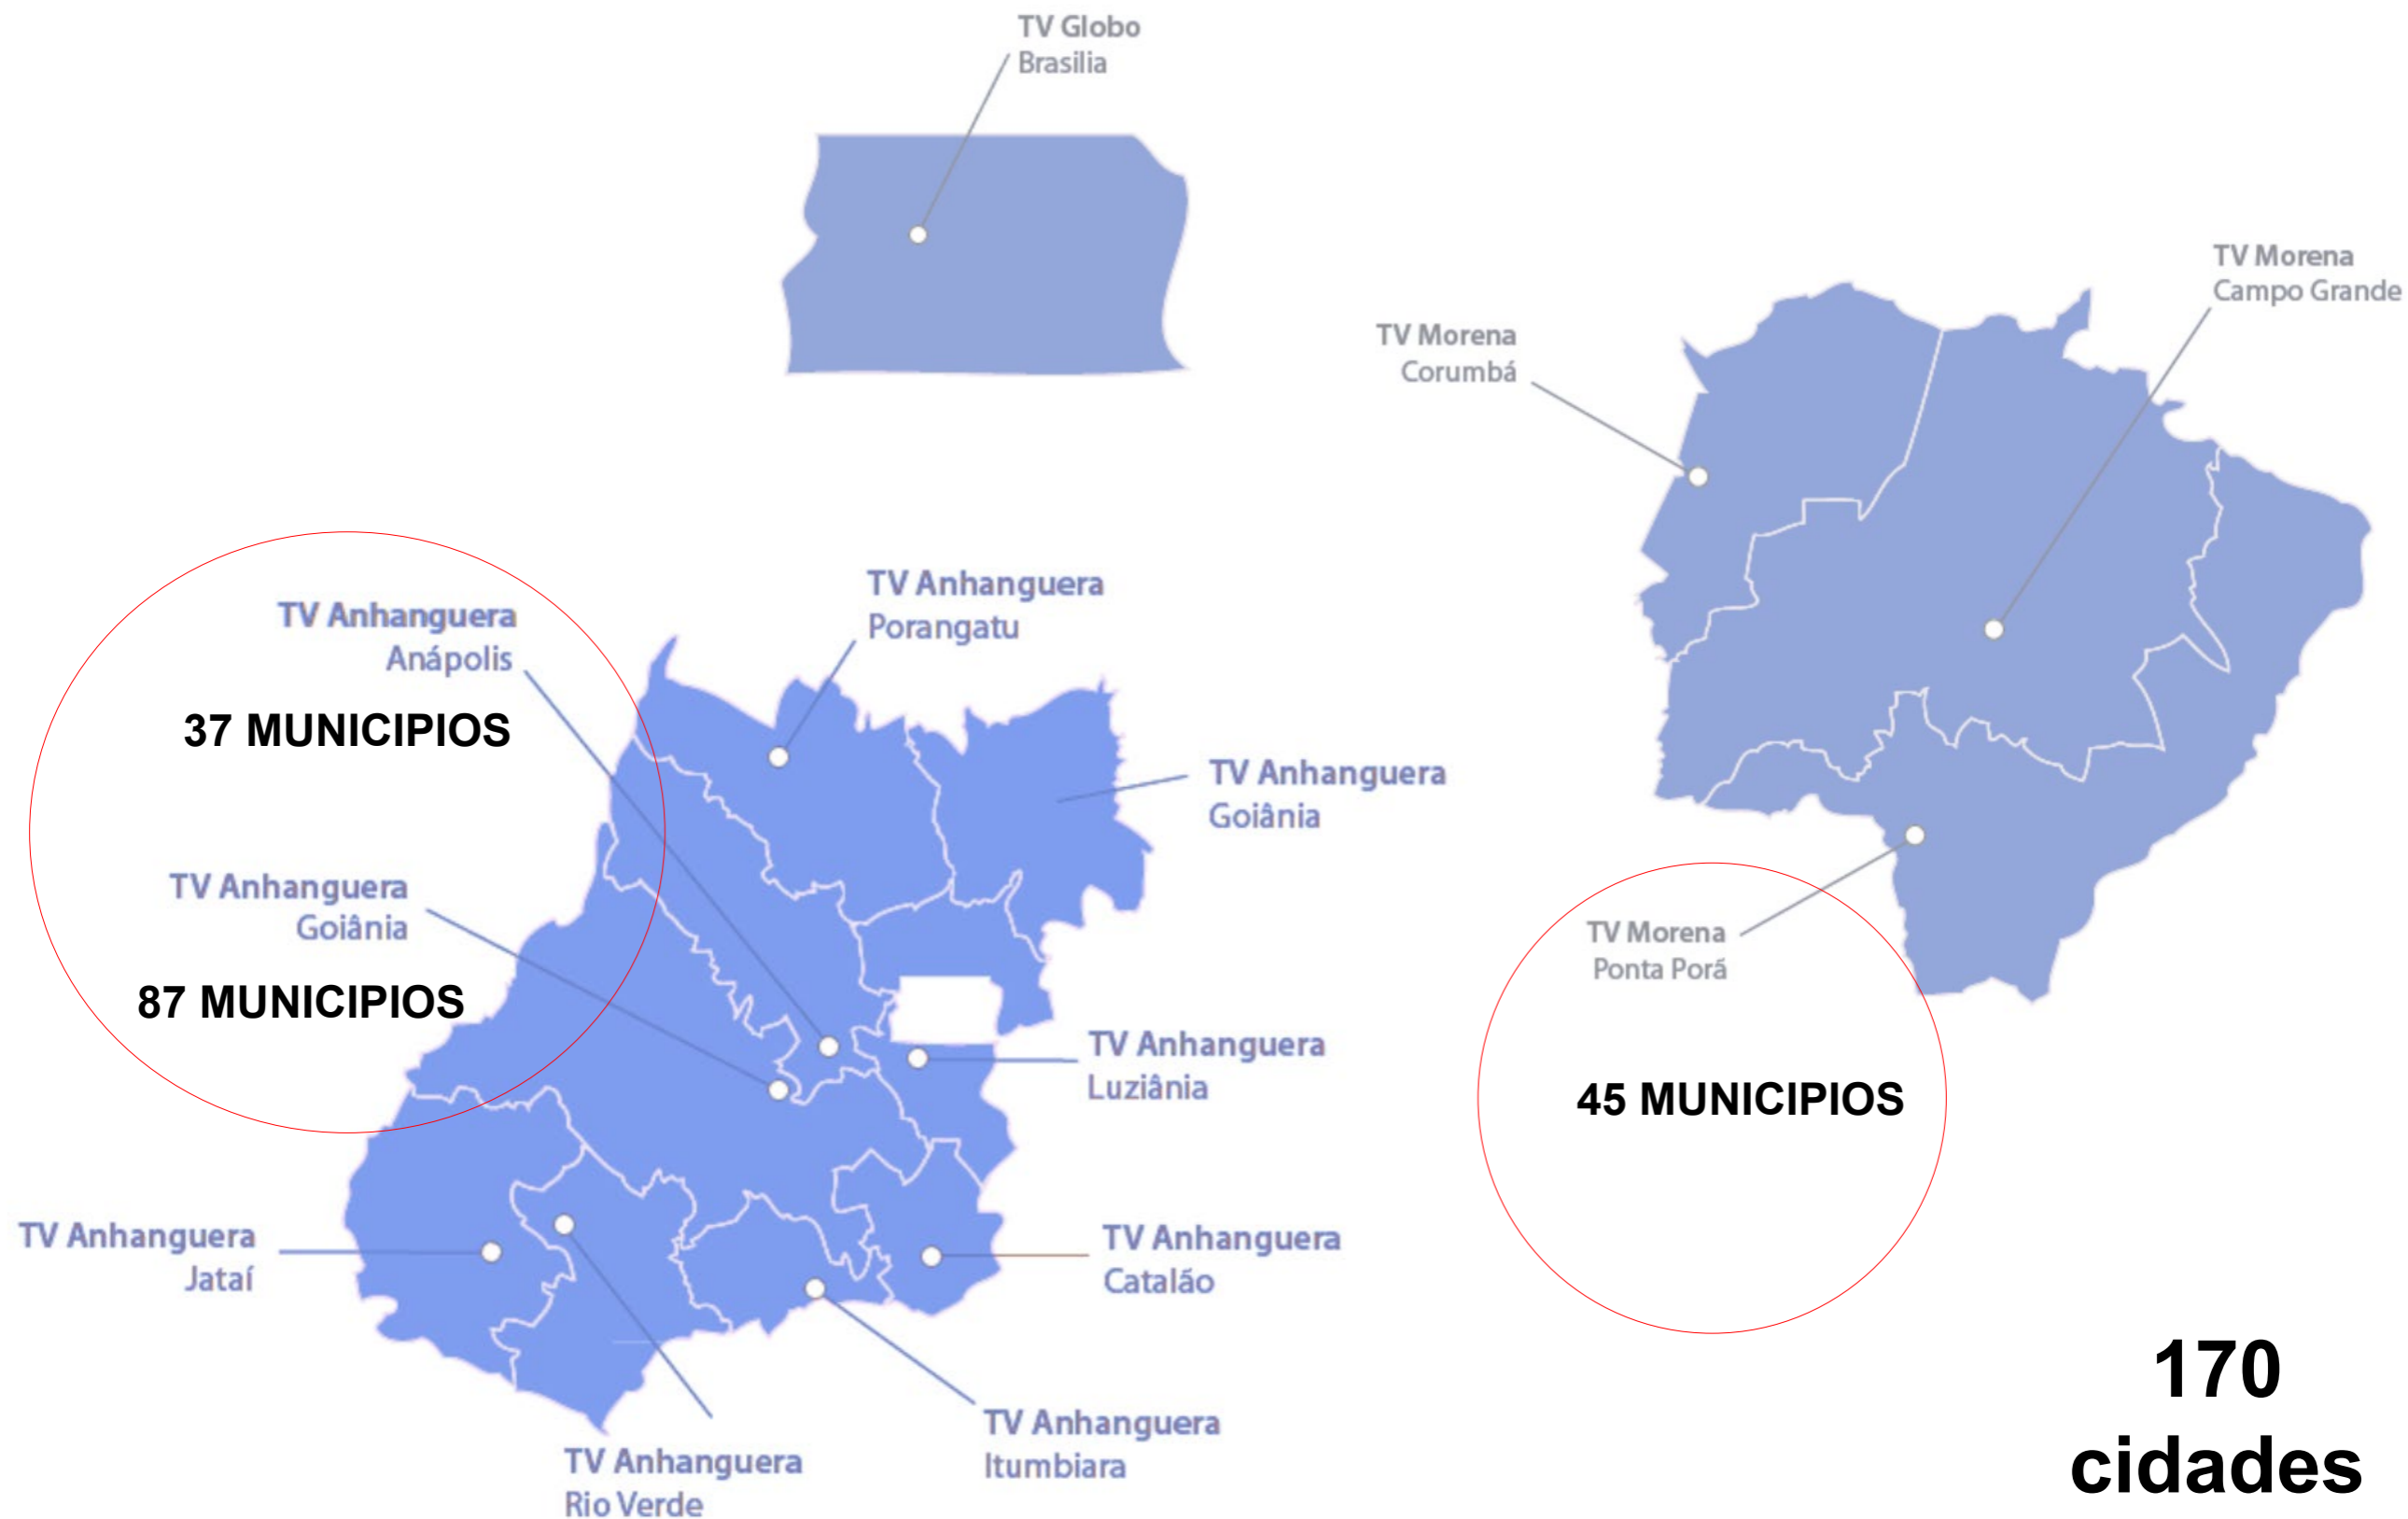 TV Globo
Brasilia
TV Morena
Campo Grande
TV Morena
Corumbá
TV Anhanguera
Porangatu
TV Anhanguera
Anápolis
37 MUNICIPIOS
TV Anhanguera
Goiânia
TV Anhanguera
Goiânia
87 MUNICIPIOS
TV Morena
Ponta Porá
TV Anhanguera
Luziânia
45 MUNICIPIOS
TV Anhanguera
Jataí
TV Anhanguera
Cataláo
TV Anhanguera
Itumbiara
TV Anhanguera
Rio Verde
170
cidades